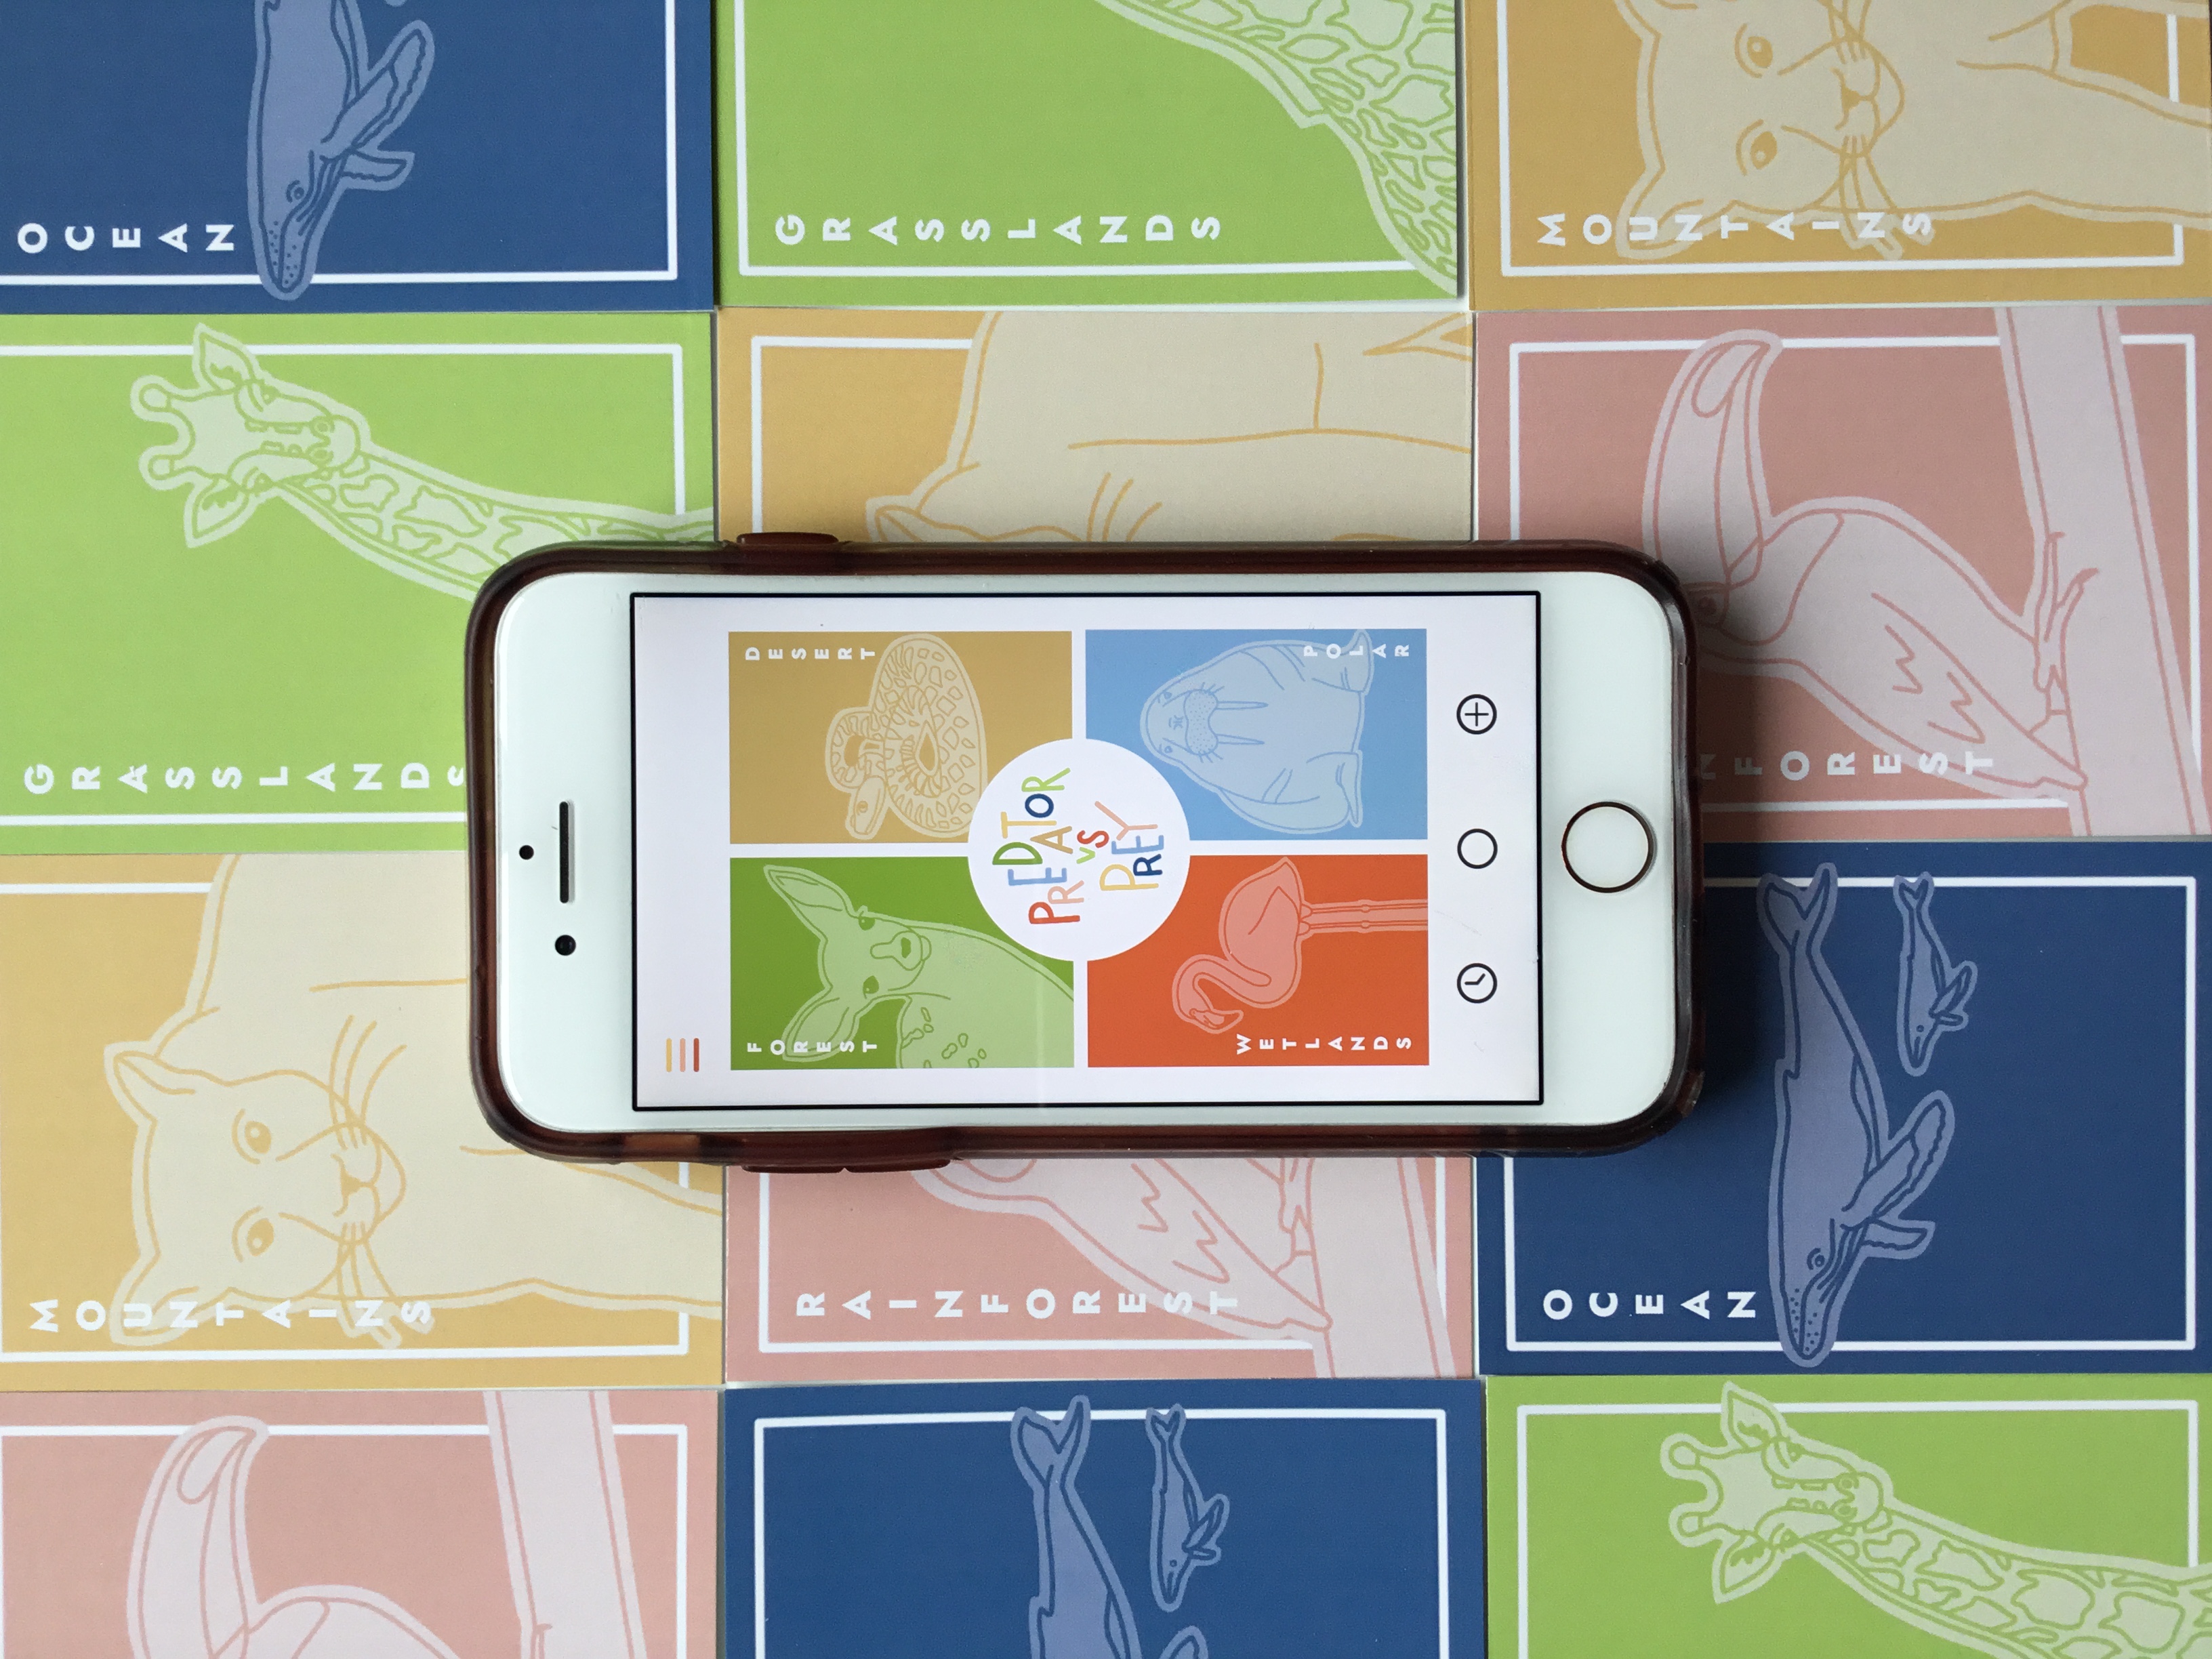 MOUNTAINS
GRASSLANDS
OCEAN
RAINFOREST
FOREST
DESERT
PREDATOR
VS
PREY
WETLANDS
POLAR
GRASSLANDS
OCEAN
NFOREST
MOUNTAINS